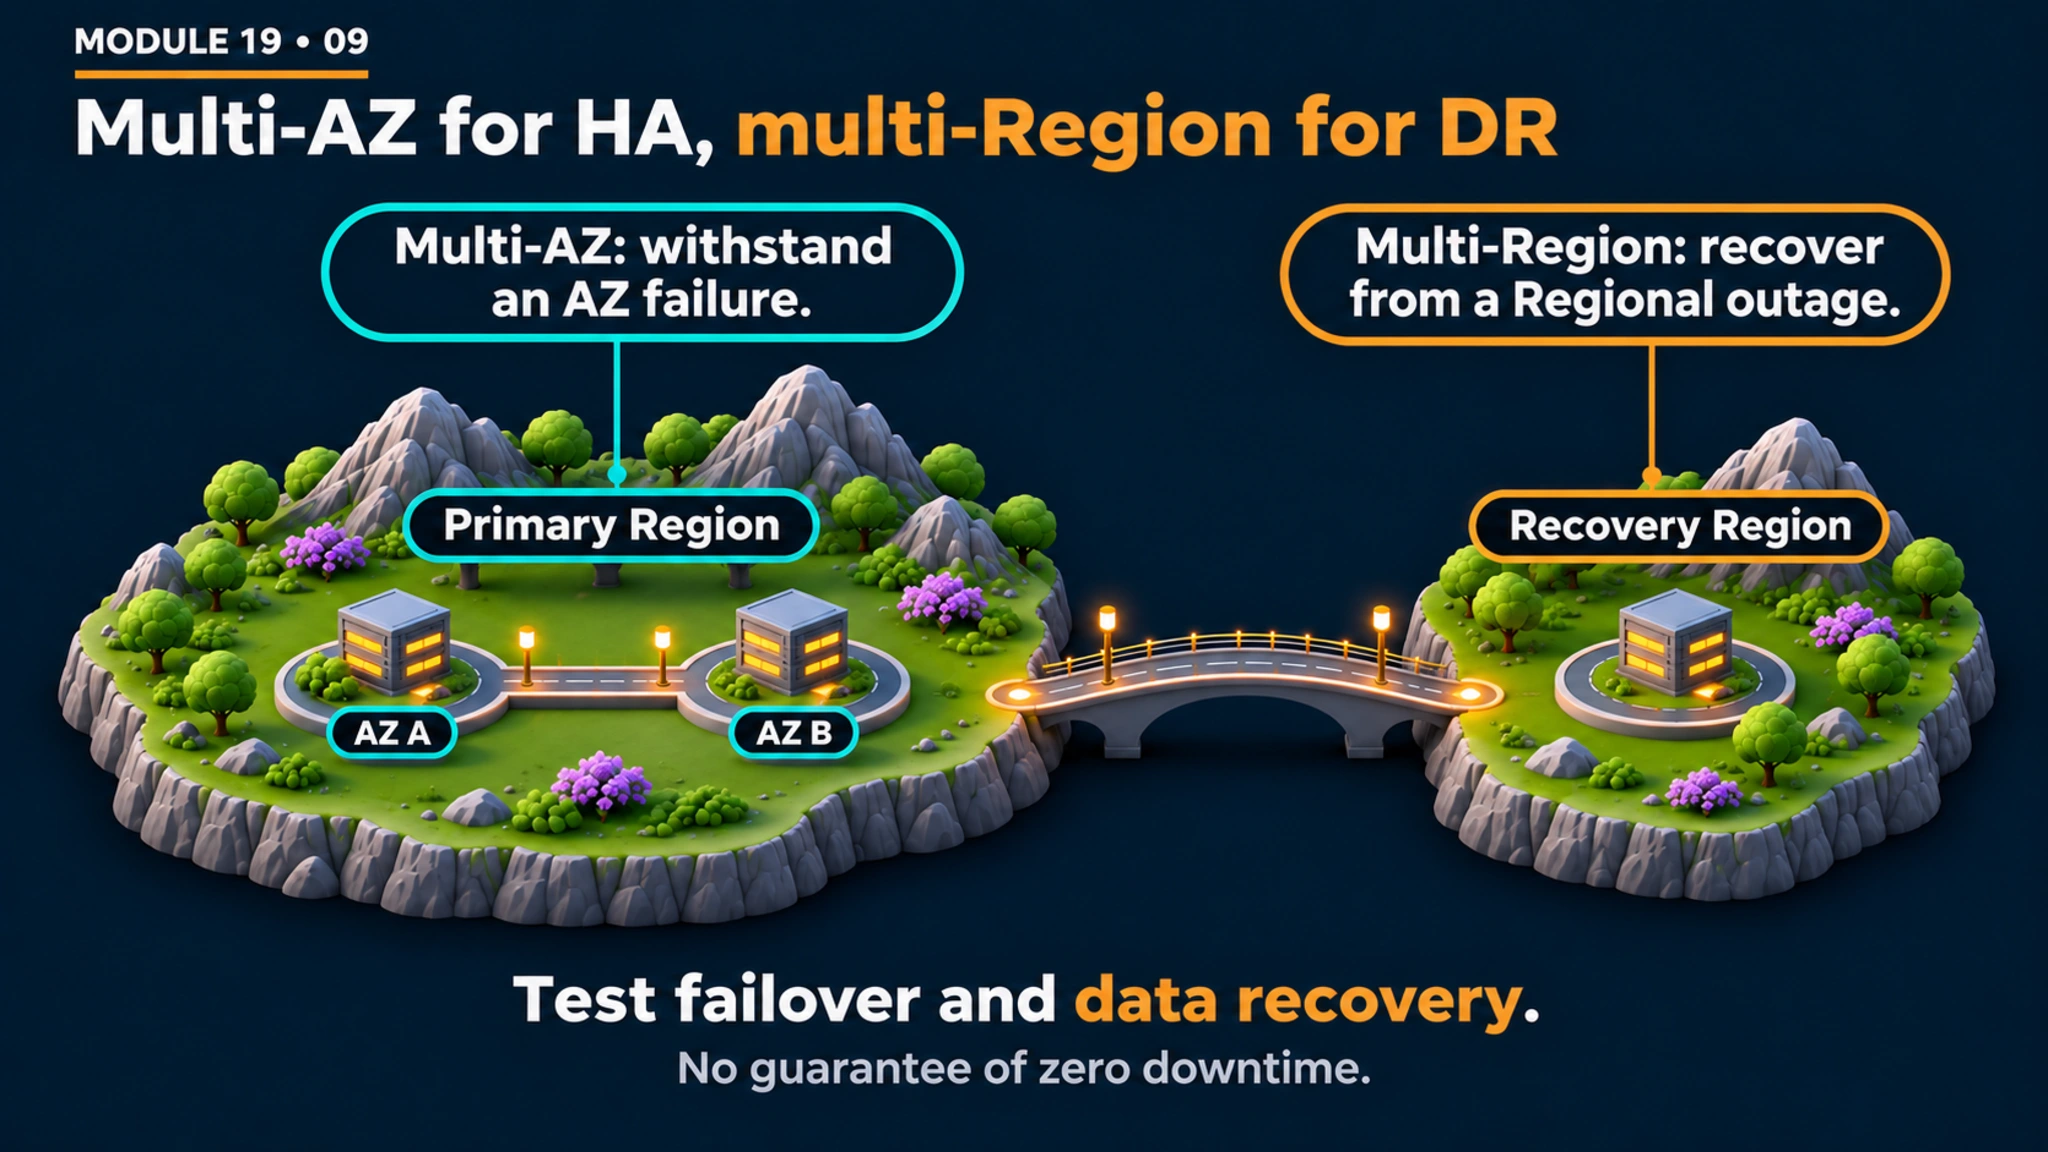 MODULE 19 • 09
Multi-AZ for HA, multi-Region for DR
Multi-AZ: withstand
an AZ failure.
Multi-Region: recover
from a Regional outage.
Primary Region
Recovery Region
AZ A
AZ B
Test failover and data recovery.
No guarantee of zero downtime.